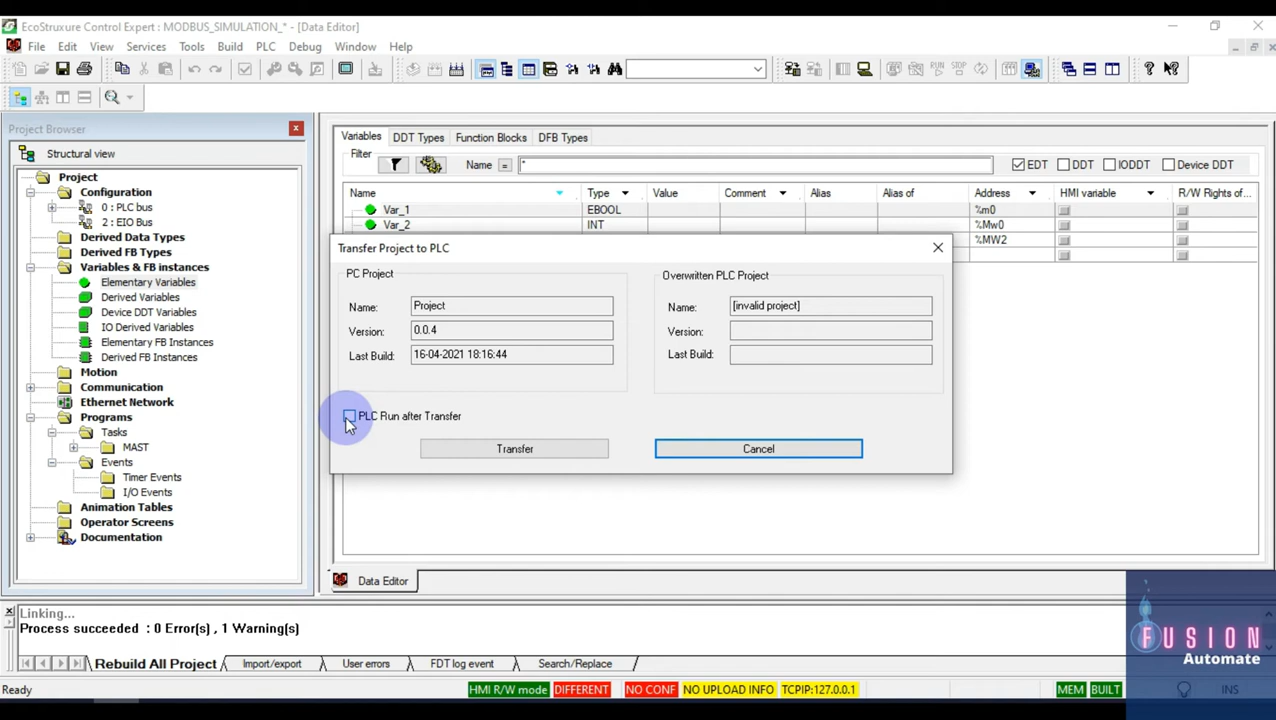 EcoStruxure Control Expert : MODBUS_SIMULATION_* - [Data Editor]
File Edit View Services Tools Build PLC Debug Window Help
Project Browser
Structural view
Project
Configuration
0 : PLC bus
2 : EIO Bus
Derived Data Types
Derived FB Types
Variables & FB instances
Elementary Variables
Derived Variables
Device DDT Variables
IO Derived Variables
Elementary FB Instances
Derived FB Instances
Motion
Communication
Ethernet Network
Programs
Tasks
MAST
Events
Timer Events
I/O Events
Animation Tables
Operator Screens
Documentation
Variables DDT Types Function Blocks DFB Types
Filter
Name = * EDT DDT IODDT Device DDT
Name Type Value Comment Alias Alias of Address HMI variable R/W Rights of...
Var_1 EBOOL %m0
Var_2 INT %Mw0
%MW2
Transfer Project to PLC
PC Project
Name: Project
Version: 0.0.4
Last Build: 16-04-2021 18:16:44
Overwritten PLC Project
Name: [invalid project]
Version:
Last Build:
PLC Run after Transfer
Transfer Cancel
Data Editor
Linking...
Process succeeded : 0 Error(s) , 1 Warning(s)
Rebuild All Project Import/export User errors FDT log event Search/Replace
Ready HMI R/W mode DIFFERENT NO CONF NO UPLOAD INFO TCPIP:127.0.0.1 MEM BUILT INS
FUSION
Automate